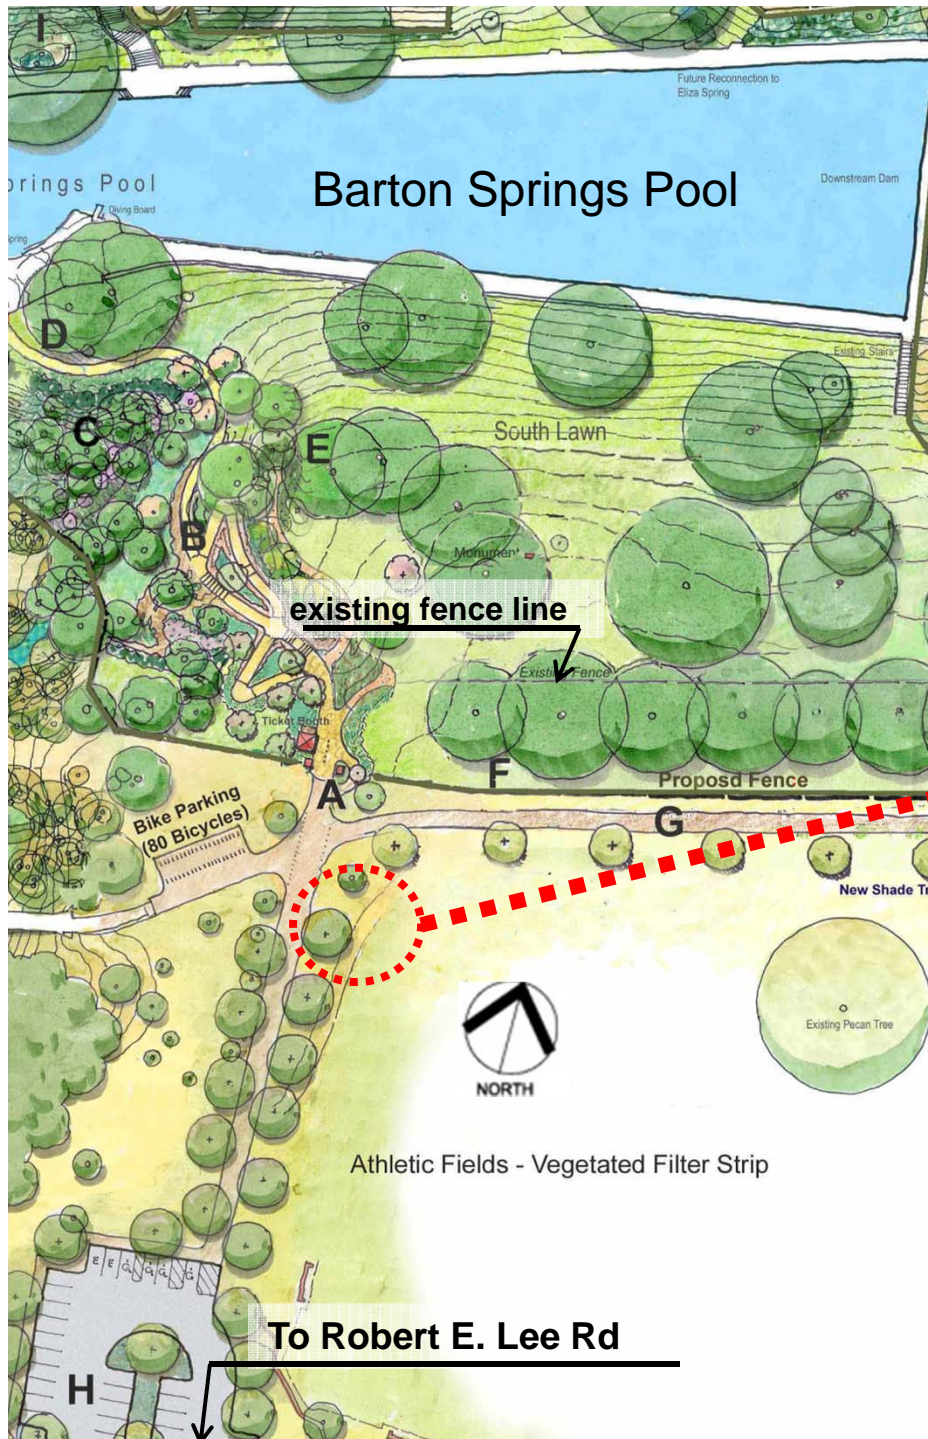 I
Future Reconnection to
Eliza Spring
Barton Springs Pool
orings Pool
Downstream Dam
Diving Board
pring
D
Existing Stairs
C
E
South Lawn
B
Monument
existing fence line
Existing Fence
Ticket Booth
F
Proposd Fence
A
Bike Parking
(80 Bicycles)
G
New Shade Tr
Existing Pecan Tree
NORTH
Athletic Fields - Vegetated Filter Strip
E E
To Robert E. Lee Rd
H